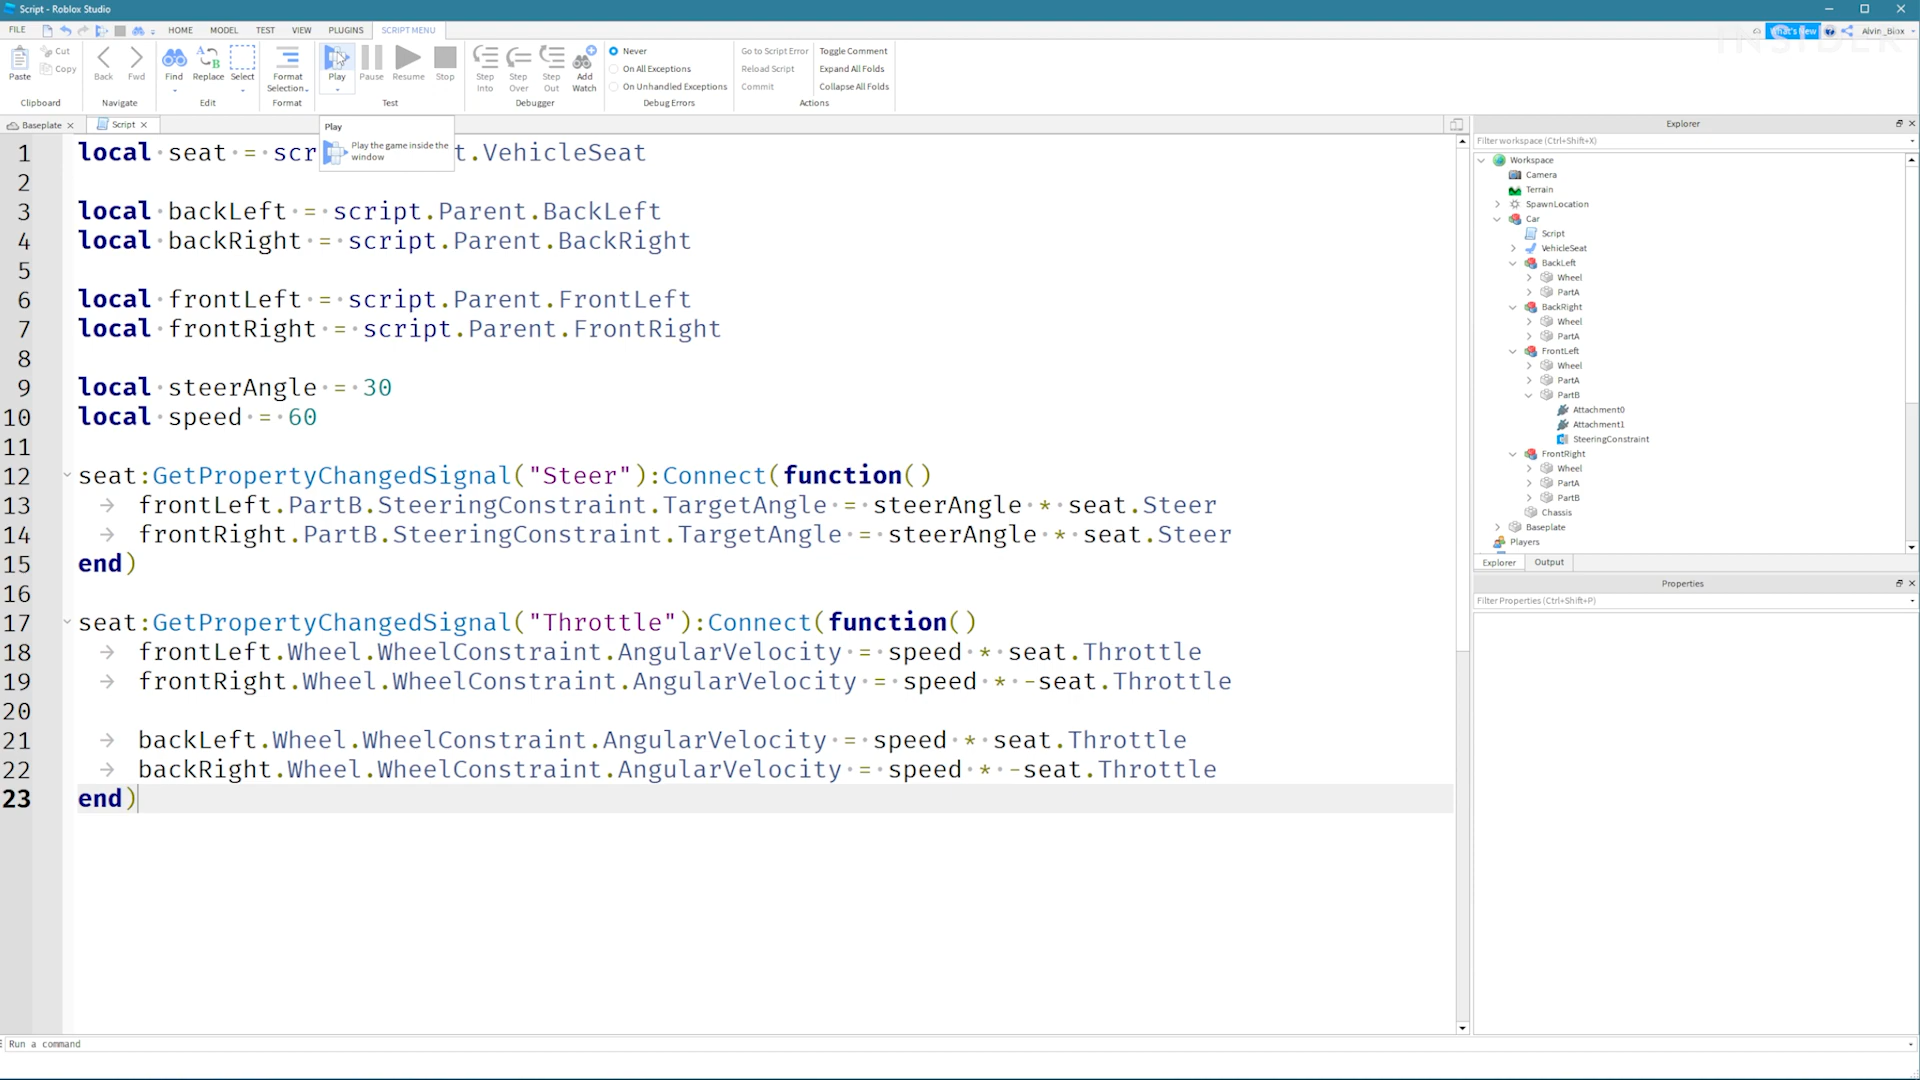 Script - Roblox Studio
FILE HOME MODEL TEST VIEW PLUGINS SCRIPT MENU What's New Alvin_Blox
INSIDER
Paste Cut Copy Clipboard
Back Fwd Navigate
Find Replace Select Edit
Format Selection Format
Play Pause Resume Stop Test
Step Into Step Over Step Out Add Watch Debugger
Never
On All Exceptions
On Unhandled Exceptions
Debug Errors
Go to Script Error Toggle Comment
Reload Script Expand All Folds
Commit Collapse All Folds
Actions
Baseplate Script
Play
Play the game inside the window
1 local seat = scr t.VehicleSeat
2
3 local backLeft = script.Parent.BackLeft
4 local backRight = script.Parent.BackRight
5
6 local frontLeft = script.Parent.FrontLeft
7 local frontRight = script.Parent.FrontRight
8
9 local steerAngle = 30
10 local speed = 60
11
12 seat:GetPropertyChangedSignal("Steer"):Connect(function()
13 frontLeft.PartB.SteeringConstraint.TargetAngle = steerAngle * seat.Steer
14 frontRight.PartB.SteeringConstraint.TargetAngle = steerAngle * seat.Steer
15 end)
16
17 seat:GetPropertyChangedSignal("Throttle"):Connect(function()
18 frontLeft.Wheel.WheelConstraint.AngularVelocity = speed * seat.Throttle
19 frontRight.Wheel.WheelConstraint.AngularVelocity = speed * -seat.Throttle
20
21 backLeft.Wheel.WheelConstraint.AngularVelocity = speed * seat.Throttle
22 backRight.Wheel.WheelConstraint.AngularVelocity = speed * -seat.Throttle
23 end)
Explorer
Filter workspace (Ctrl+Shift+X)
Workspace
Camera
Terrain
SpawnLocation
Car
Script
VehicleSeat
BackLeft
Wheel
PartA
BackRight
Wheel
PartA
FrontLeft
Wheel
PartA
PartB
Attachment0
Attachment1
SteeringConstraint
FrontRight
Wheel
PartA
PartB
Chassis
Baseplate
Players
Explorer Output
Properties
Filter Properties (Ctrl+Shift+P)
Run a command